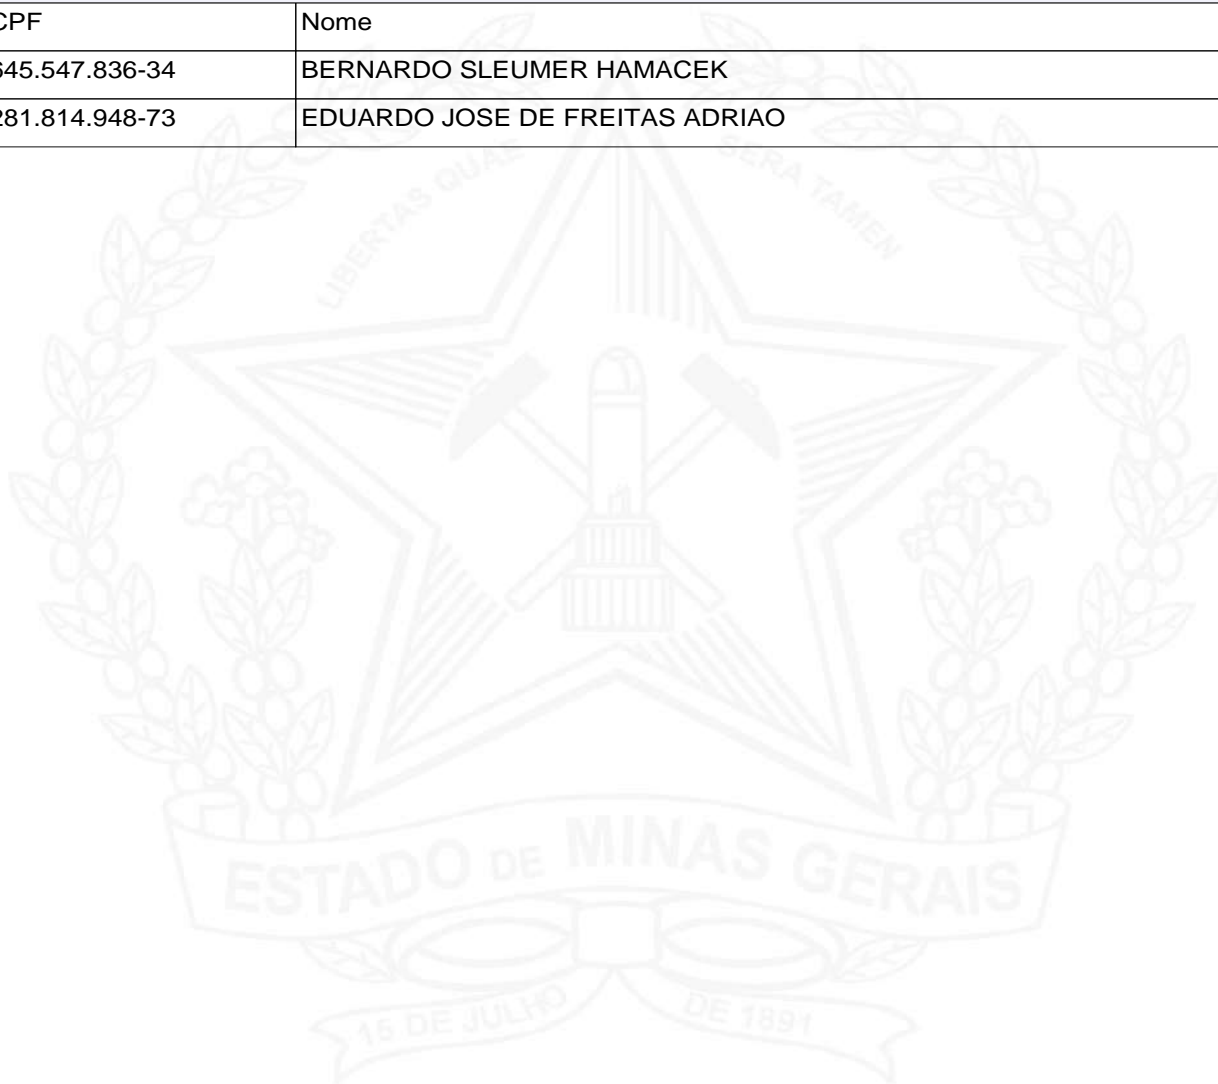 CPF Nome
645.547.836-34 BERNARDO SLEUMER HAMACEK
281.814.948-73 EDUARDO JOSE DE FREITAS ADRIAO
LIBERTAS QUAE SERA TAMEN
ESTADO DE MINAS GERAIS
15 DE JULHO DE 1891